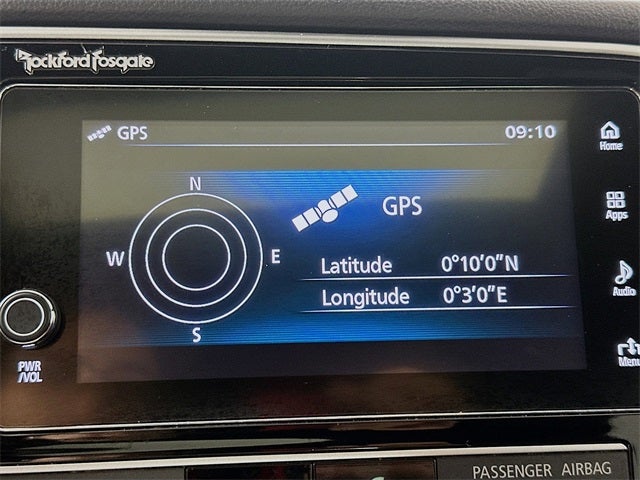 Rockford Fosgate
GPS 09:10
Home
N
GPS
Apps
W E
Latitude 0°10'0"N
Longitude 0°3'0"E
Audio
S
PWR
/VOL
Menu
PASSENGER AIRBAG